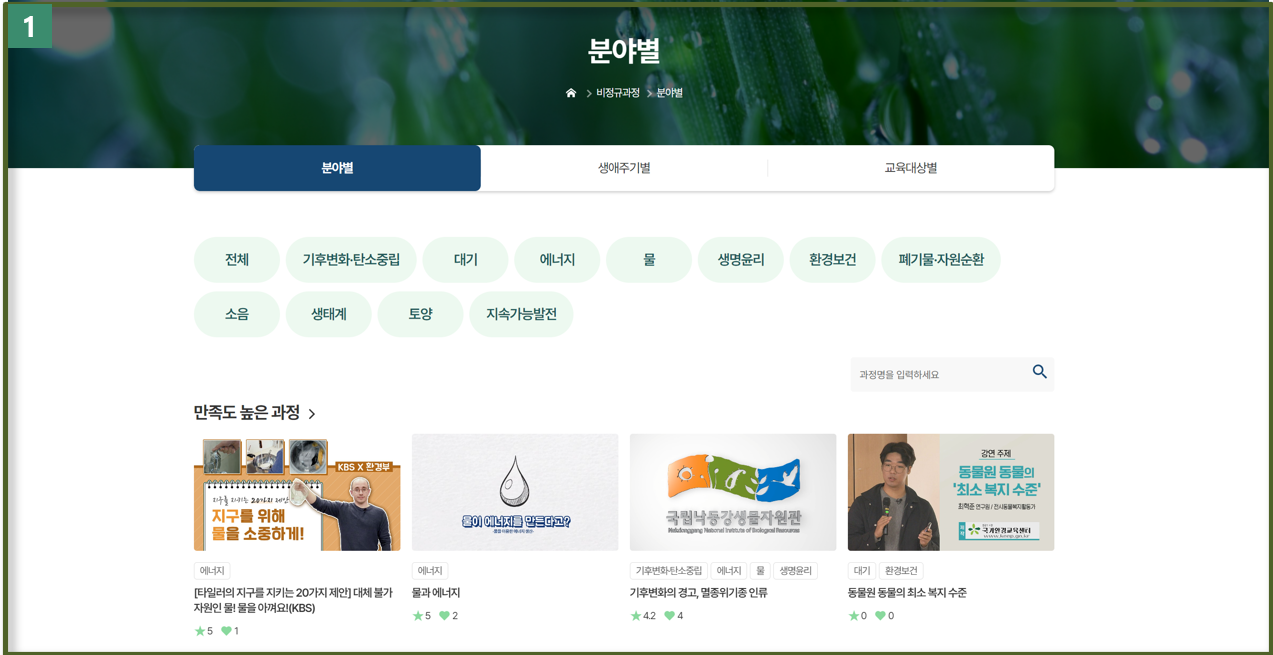 1
분야별
비정규과정 분야별
분야별 생애주기별 교육대상별
전체 기후변화·탄소중립 대기 에너지 물 생명윤리 환경보건 폐기물·자원순환
소음 생태계 토양 지속가능발전
과정명을 입력하세요
만족도 높은 과정
KBS X 환경부
지구를 지키는 20가지 제안
지구를 위해
물을 소중하게!
에너지
[타일러의 지구를 지키는 20가지 제안] 대체 불가
자원인 물! 물을 아껴요!(KBS)
5 1
물이 에너지를 만든다고?
에너지
물과 에너지
5 2
국립낙동강생물자원관
Nakdonggang National Institute of Biological Resources
기후변화·탄소중립 에너지 물 생명윤리
기후변화의 경고, 멸종위기종 인류
4.2 4
강연 주제
동물원 동물의
'최소 복지 수준'
최혁준 연구원 / 전시동물복지활동가
국가환경교육센터
www.keep.go.kr
대기 환경보건
동물원 동물의 최소 복지 수준
0 0